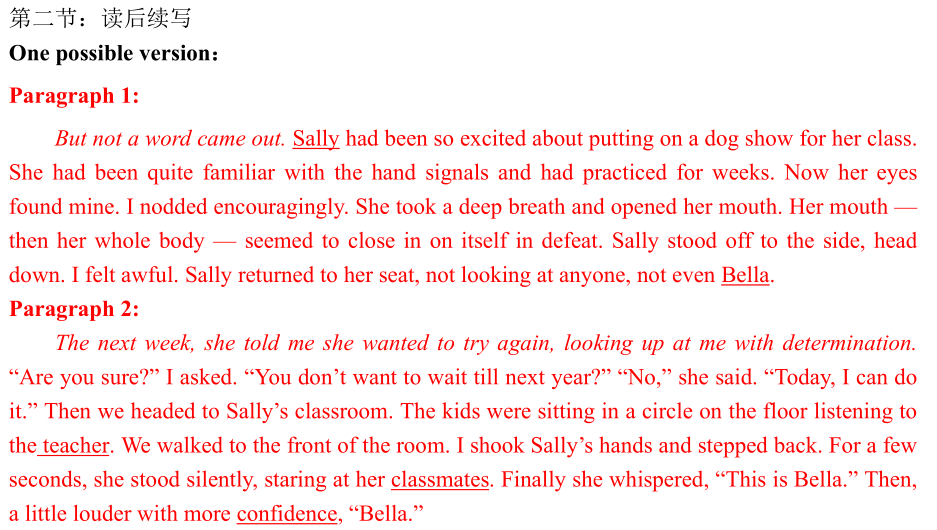 第二节：读后续写
One possible version：
Paragraph 1:
But not a word came out. Sally had been so excited about putting on a dog show for her class.
She had been quite familiar with the hand signals and had practiced for weeks. Now her eyes
found mine. I nodded encouragingly. She took a deep breath and opened her mouth. Her mouth —
then her whole body — seemed to close in on itself in defeat. Sally stood off to the side, head
down. I felt awful. Sally returned to her seat, not looking at anyone, not even Bella.
Paragraph 2:
The next week, she told me she wanted to try again, looking up at me with determination.
“Are you sure?” I asked. “You don’t want to wait till next year?” “No,” she said. “Today, I can do
it.” Then we headed to Sally’s classroom. The kids were sitting in a circle on the floor listening to
the teacher. We walked to the front of the room. I shook Sally’s hands and stepped back. For a few
seconds, she stood silently, staring at her classmates. Finally she whispered, “This is Bella.” Then,
a little louder with more confidence, “Bella.”